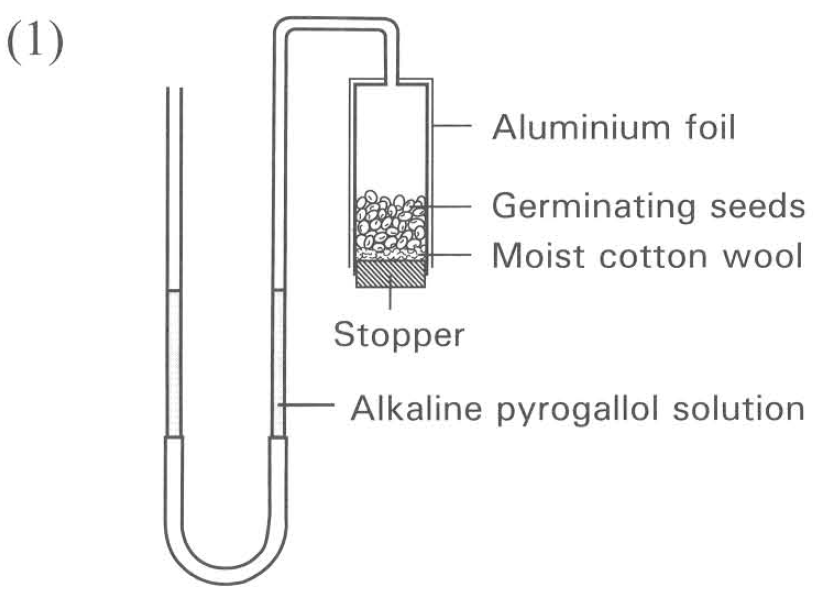 (1)
Aluminium foil
Germinating seeds
Moist cotton wool
Stopper
Alkaline pyrogallol solution